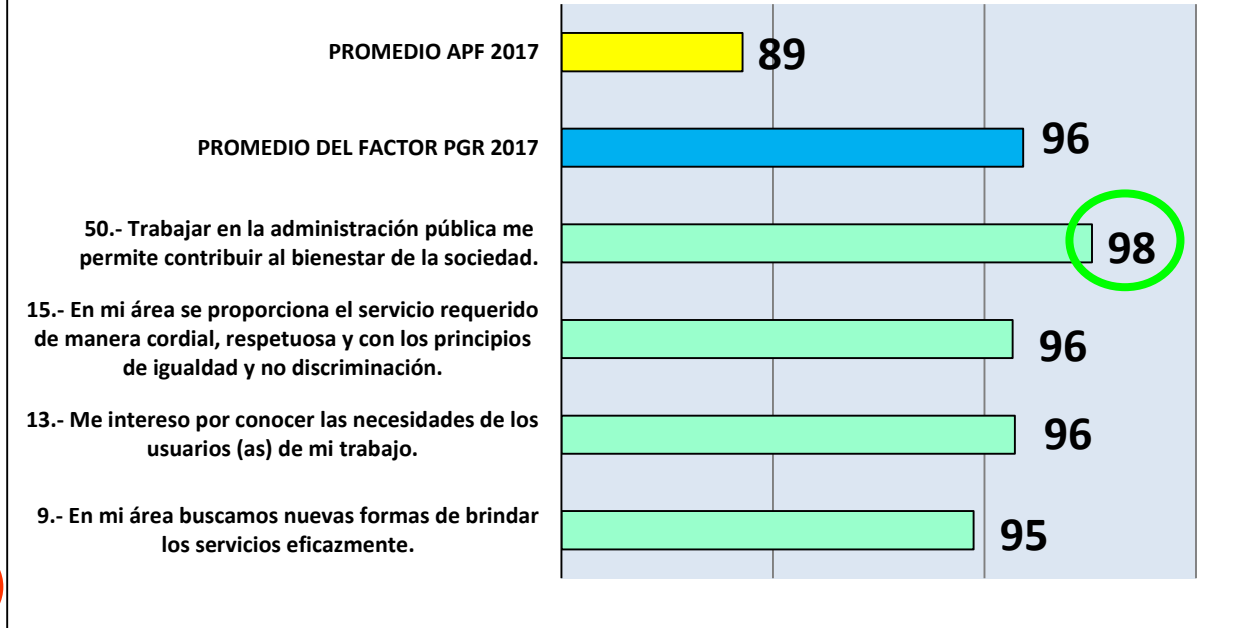 PROMEDIO APF 2017
89
PROMEDIO DEL FACTOR PGR 2017
96
50.- Trabajar en la administración pública me
permite contribuir al bienestar de la sociedad.
98
15.- En mi área se proporciona el servicio requerido
de manera cordial, respetuosa y con los principios
de igualdad y no discriminación.
96
13.- Me intereso por conocer las necesidades de los
usuarios (as) de mi trabajo.
96
9.- En mi área buscamos nuevas formas de brindar
los servicios eficazmente.
95